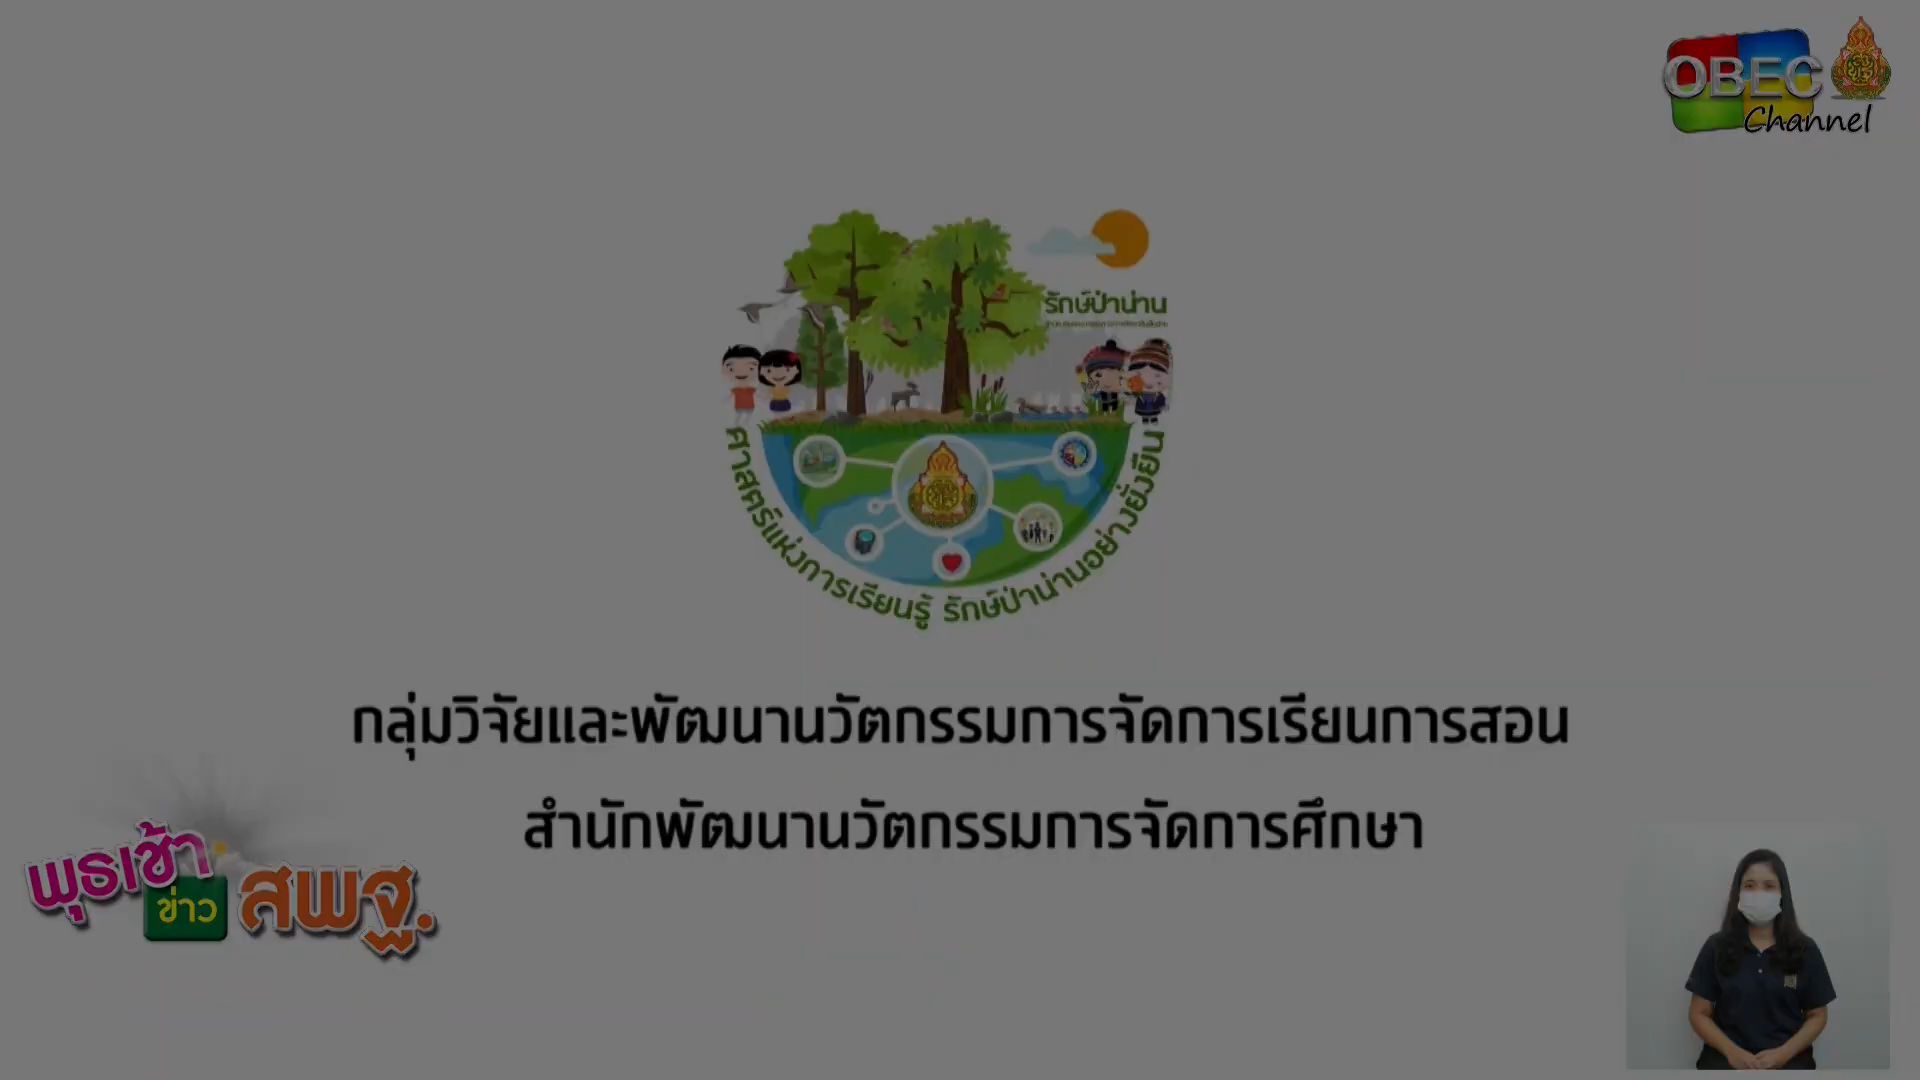 OBEC
Channel
รักษ์ป่าน่าน
ศาสตร์แห่งการเรียนรู้ รักษ์ป่าน่านอย่างยั่งยืน
กลุ่มวิจัยและพัฒนานวัตกรรมการจัดการเรียนการสอน
สำนักพัฒนานวัตกรรมการจัดการศึกษา
พุธเช้า
ข่าว
สพฐ.